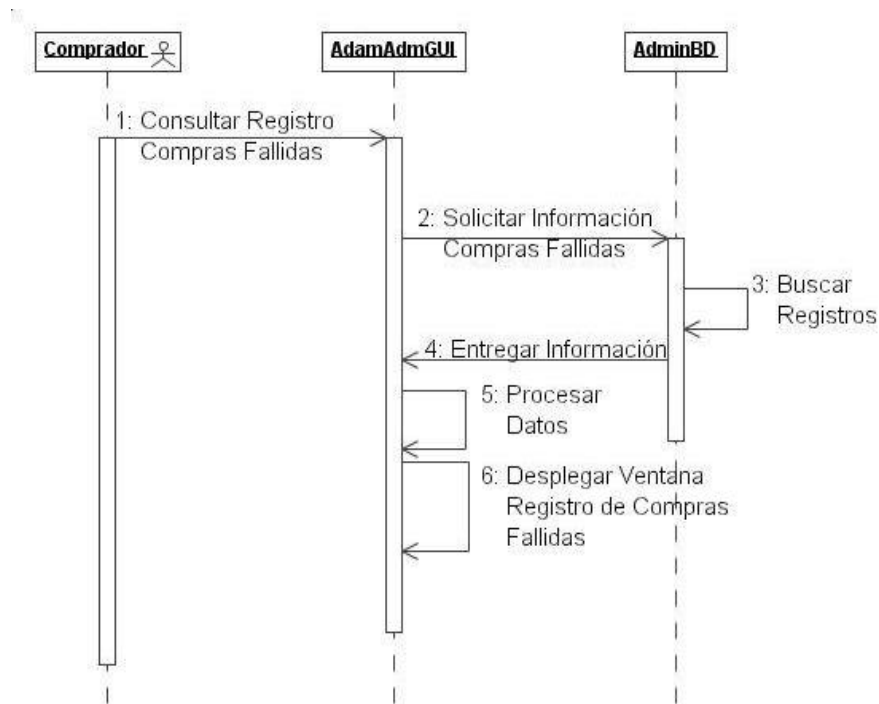 Comprador
AdamAdmGUI
AdminBD
1: Consultar Registro
Compras Fallidas
2: Solicitar Información
Compras Fallidas
3: Buscar
Registros
4: Entregar Información
5: Procesar
Datos
6: Desplegar Ventana
Registro de Compras
Fallidas